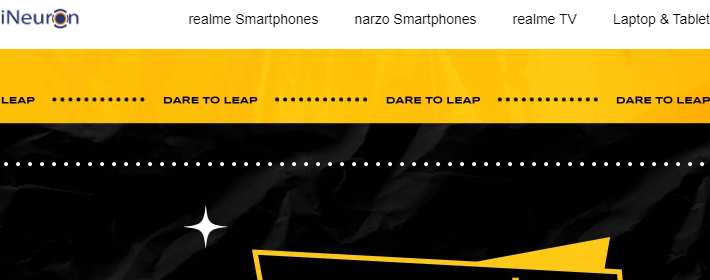 iNeuron realme Smartphones narzo Smartphones realme TV Laptop & Tablet
LEAP DARE TO LEAP DARE TO LEAP DARE TO LEAP